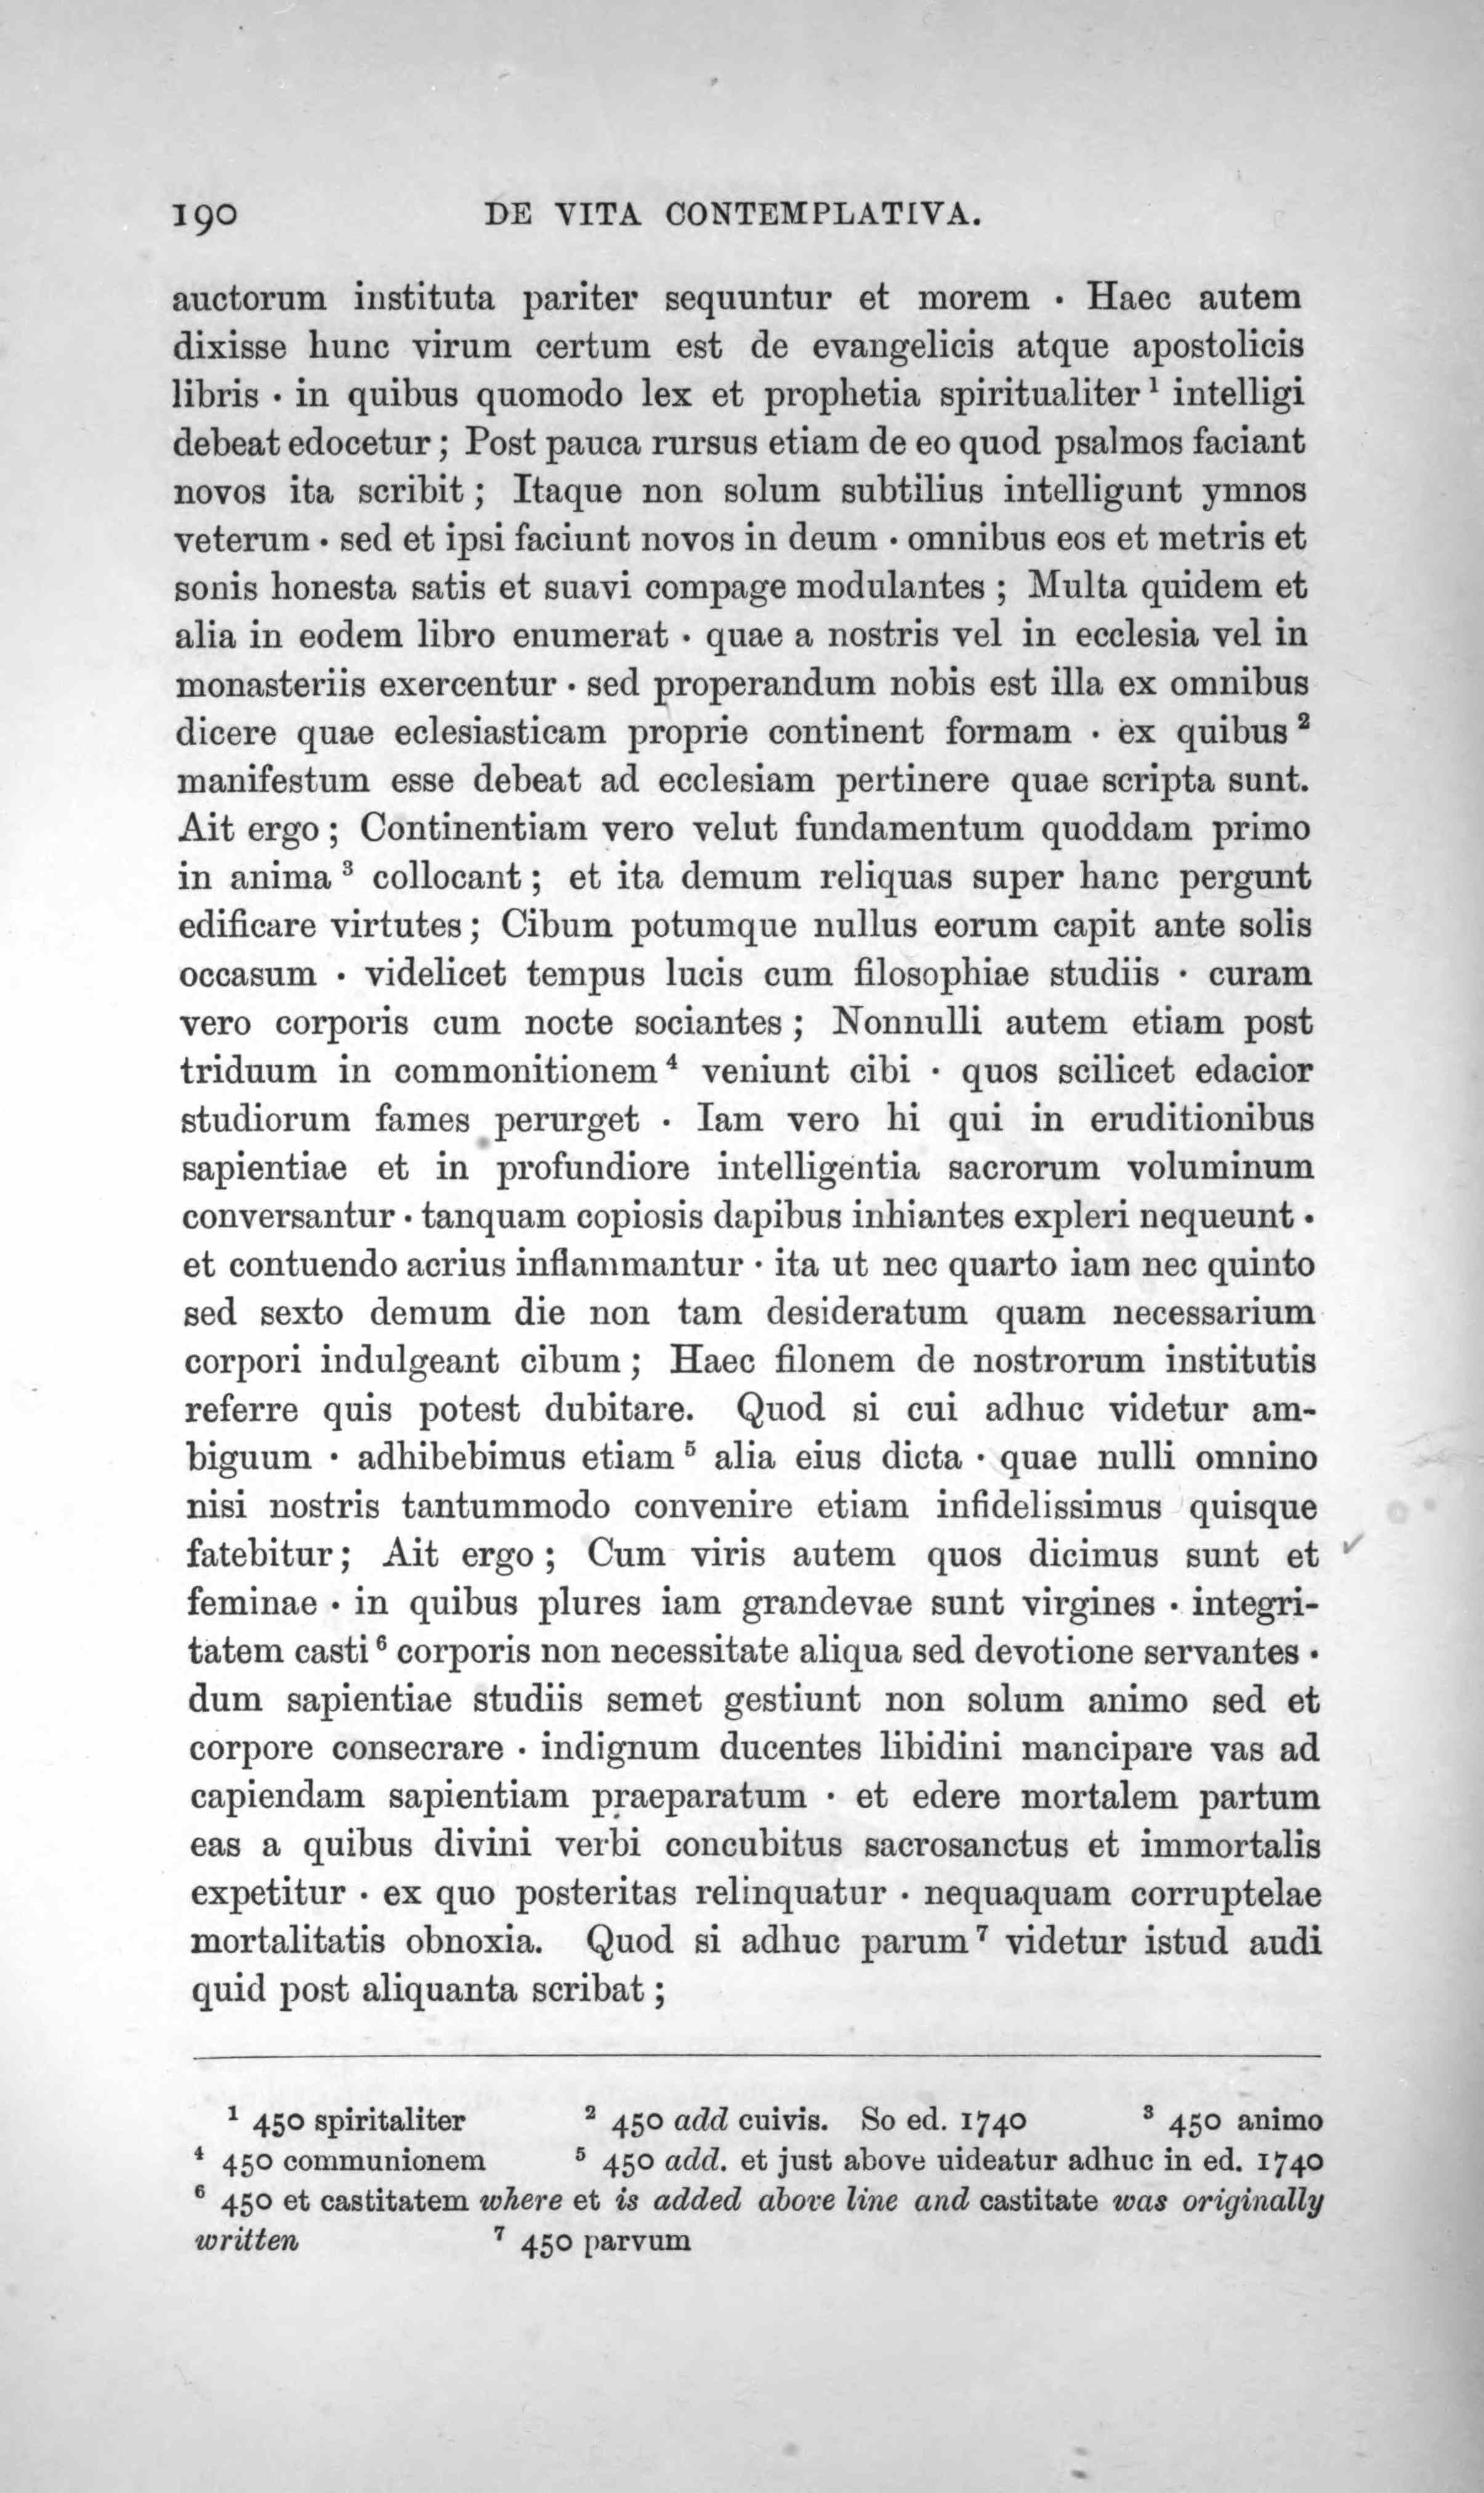 190 DE VITA CONTEMPLATIVA.
auctorum instituta pariter sequuntur et morem · Haec autem
dixisse hunc virum certum est de evangelicis atque apostolicis
libris · in quibus quomodo lex et prophetia spiritualiter ¹ intelligi
debeat edocetur ; Post pauca rursus etiam de eo quod psalmos faciant
novos ita scribit ; Itaque non solum subtilius intelligunt ymnos
veterum · sed et ipsi faciunt novos in deum · omnibus eos et metris et
sonis honesta satis et suavi compage modulantes ; Multa quidem et
alia in eodem libro enumerat · quae a nostris vel in ecclesia vel in
monasteriis exercentur · sed properandum nobis est illa ex omnibus
dicere quae eclesiasticam proprie continent formam · ex quibus ²
manifestum esse debeat ad ecclesiam pertinere quae scripta sunt.
Ait ergo ; Continentiam vero velut fundamentum quoddam primo
in anima ³ collocant ; et ita demum reliquas super hanc pergunt
edificare virtutes ; Cibum potumque nullus eorum capit ante solis
occasum · videlicet tempus lucis cum filosophiae studiis · curam
vero corporis cum nocte sociantes ; Nonnulli autem etiam post
triduum in commonitionem ⁴ veniunt cibi · quos scilicet edacior
studiorum fames perurget · Iam vero hi qui in eruditionibus
sapientiae et in profundiore intelligentia sacrorum voluminum
conversantur · tanquam copiosis dapibus inhiantes expleri nequeunt ·
et contuendo acrius inflammantur · ita ut nec quarto iam nec quinto
sed sexto demum die non tam desideratum quam necessarium
corpori indulgeant cibum ; Haec filonem de nostrorum institutis
referre quis potest dubitare. Quod si cui adhuc videtur am-
biguum · adhibebimus etiam ⁵ alia eius dicta · quae nulli omnino
nisi nostris tantummodo convenire etiam infidelissimus quisque
fatebitur ; Ait ergo ; Cum viris autem quos dicimus sunt et
feminae · in quibus plures iam grandevae sunt virgines · integri-
tatem casti ⁶ corporis non necessitate aliqua sed devotione servantes ·
dum sapientiae studiis semet gestiunt non solum animo sed et
corpore consecrare · indignum ducentes libidini mancipare vas ad
capiendam sapientiam praeparatum · et edere mortalem partum
eas a quibus divini verbi concubitus sacrosanctus et immortalis
expetitur · ex quo posteritas relinquatur · nequaquam corruptelae
mortalitatis obnoxia. Quod si adhuc parum ⁷ videtur istud audi
quid post aliquanta scribat ;
¹ 450 spiritaliter ² 450 add cuivis. So ed. 1740 ³ 450 animo
⁴ 450 communionem ⁵ 450 add. et just above uideatur adhuc in ed. 1740
⁶ 450 et castitatem where et is added above line and castitate was originally
written ⁷ 450 parvum